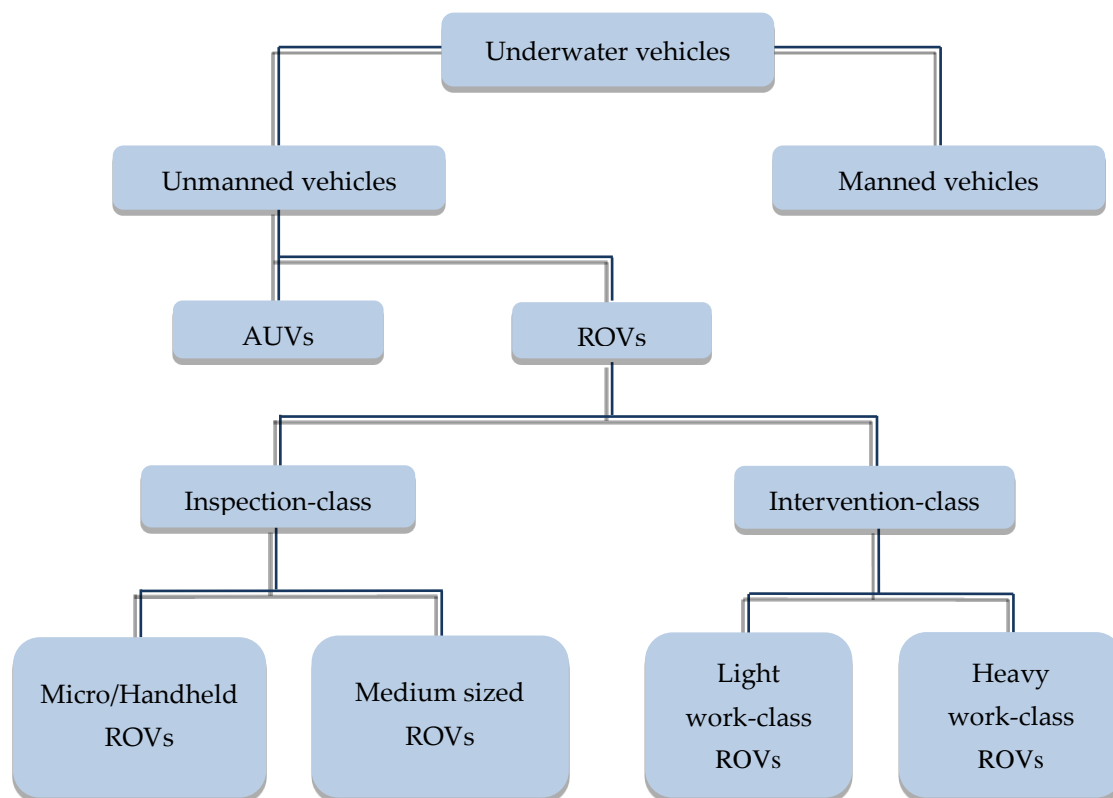 Underwater vehicles
Unmanned vehicles
Manned vehicles
AUVs
ROVs
Inspection-class
Intervention-class
Micro/Handheld
ROVs
Medium sized
ROVs
Light
work-class
ROVs
Heavy
work-class
ROVs